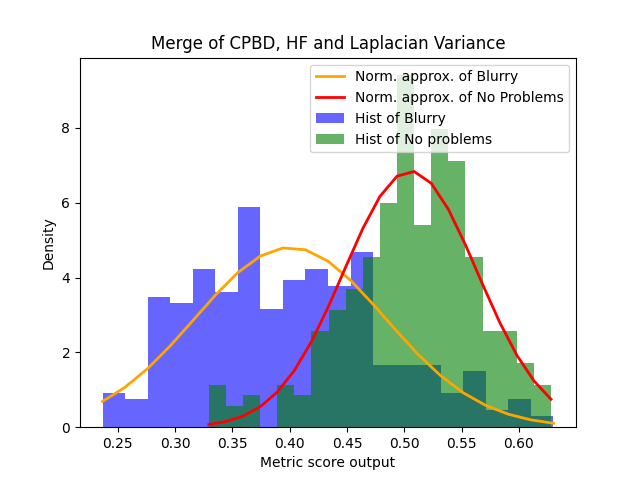 Merge of CPBD, HF and Laplacian Variance
Norm. approx. of Blurry
Norm. approx. of No Problems
Hist of Blurry
Hist of No problems
Density
8
6
4
2
0
0.25 0.30 0.35 0.40 0.45 0.50 0.55 0.60
Metric score output